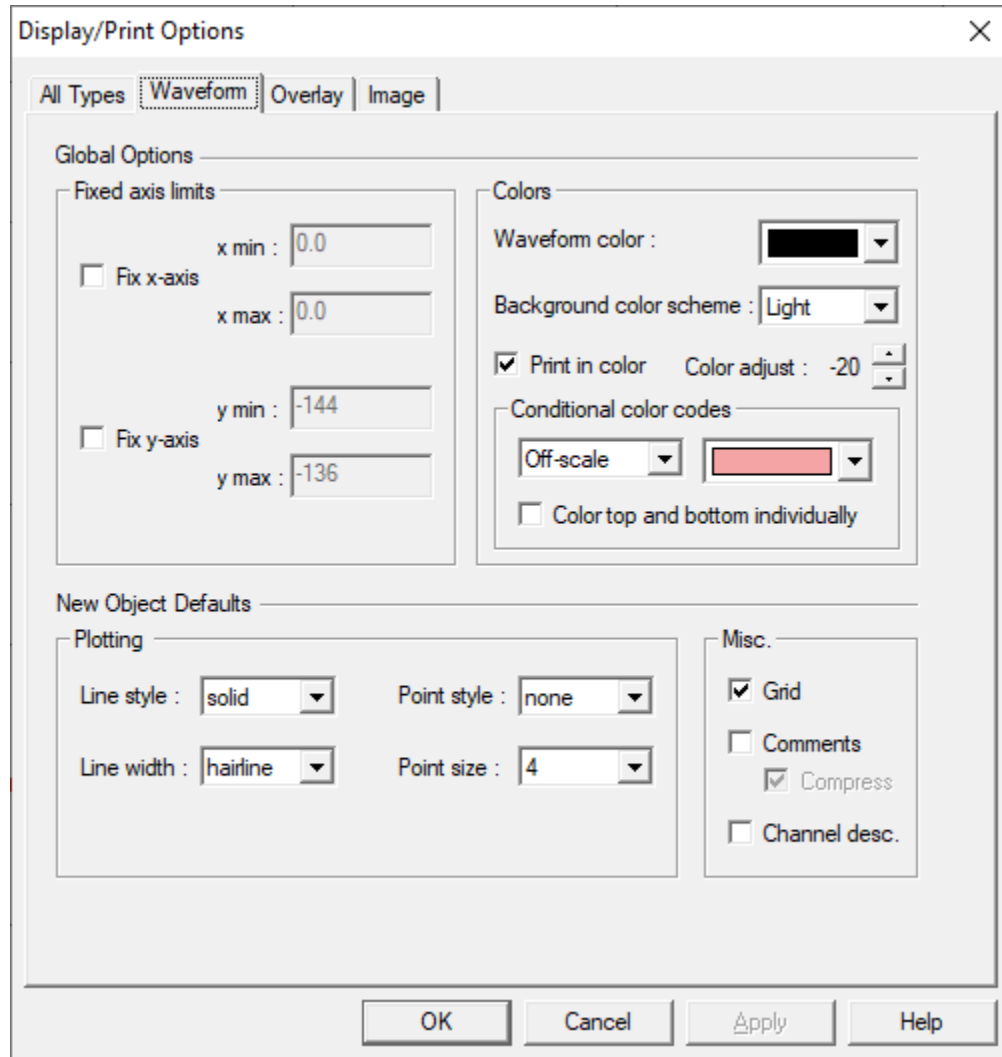 Display/Print Options
All Types Waveform Overlay Image
Global Options
Fixed axis limits
Fix x-axis
x min : 0.0
x max : 0.0
Fix y-axis
y min : -144
y max : -136
Colors
Waveform color :
Background color scheme : Light
Print in color Color adjust : -20
Conditional color codes
Off-scale
Color top and bottom individually
New Object Defaults
Plotting
Line style : solid Point style : none
Line width : hairline Point size : 4
Misc.
Grid
Comments
Compress
Channel desc.
OK Cancel Apply Help